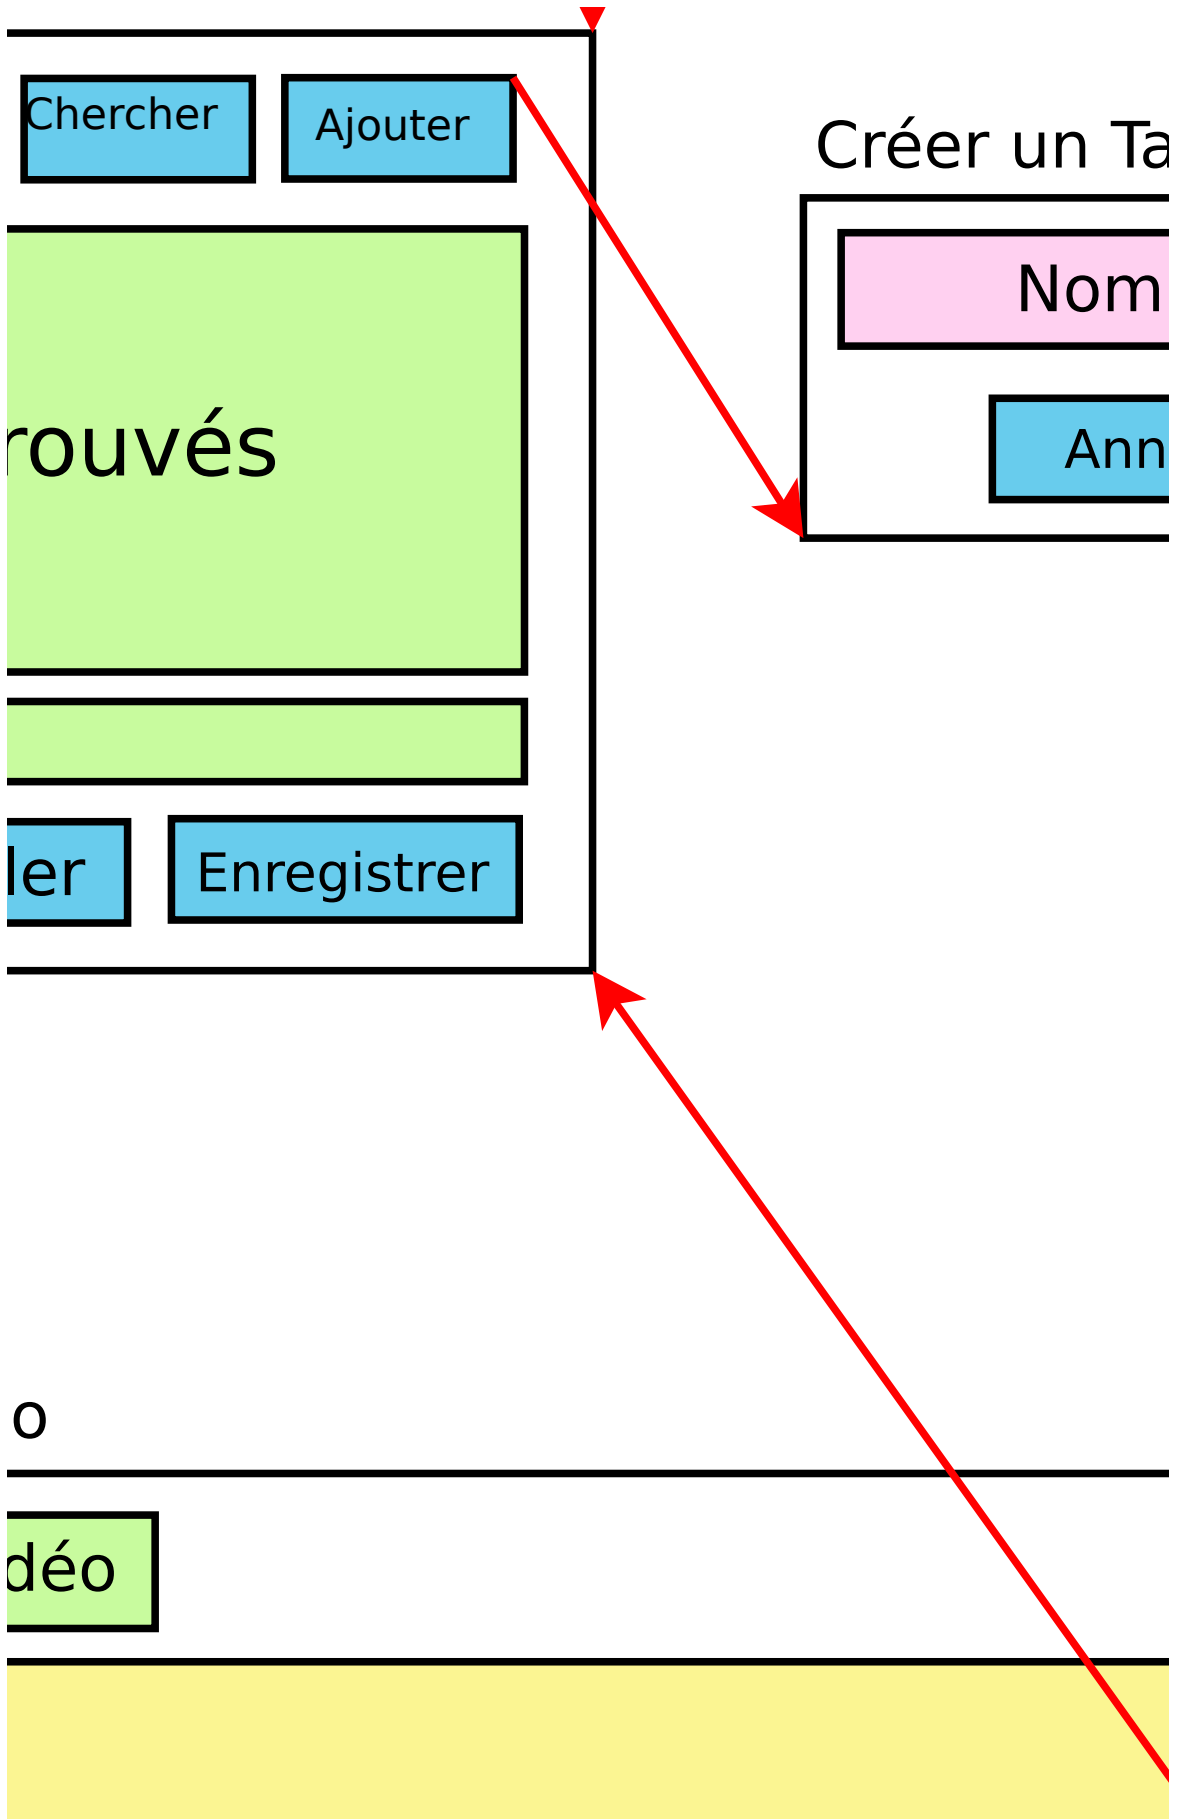 Chercher
Ajouter
Créer un Ta
Nom
rouvés
Ann
ler
Enregistrer
o
déo